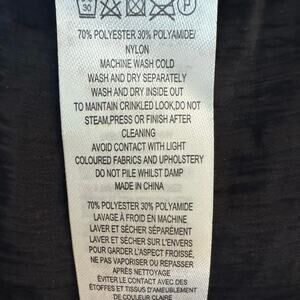 30
P
70% POLYESTER 30% POLYAMIDE/
NYLON
MACHINE WASH COLD
WASH AND DRY SEPARATELY
WASH AND DRY INSIDE OUT
TO MAINTAIN CRINKLED LOOK,DO NOT
STEAM,PRESS OR FINISH AFTER
CLEANING
AVOID CONTACT WITH LIGHT
COLOURED FABRICS AND UPHOLSTERY
DO NOT PILE WHILST DAMP
MADE IN CHINA
70% POLYESTER 30% POLYAMIDE
LAVAGE À FROID EN MACHINE
LAVER ET SÉCHER SÉPARÉMENT
LAVER ET SÉCHER SUR L'ENVERS
POUR GARDER L'ASPECT FROISSÉ,
NE PAS VAPORISER OU REPASSER
APRÈS NETTOYAGE
ÉVITER LE CONTACT AVEC DES
ÉTOFFES ET TISSUS D'AMEUBLEMENT
DE COULEUR CLAIRE